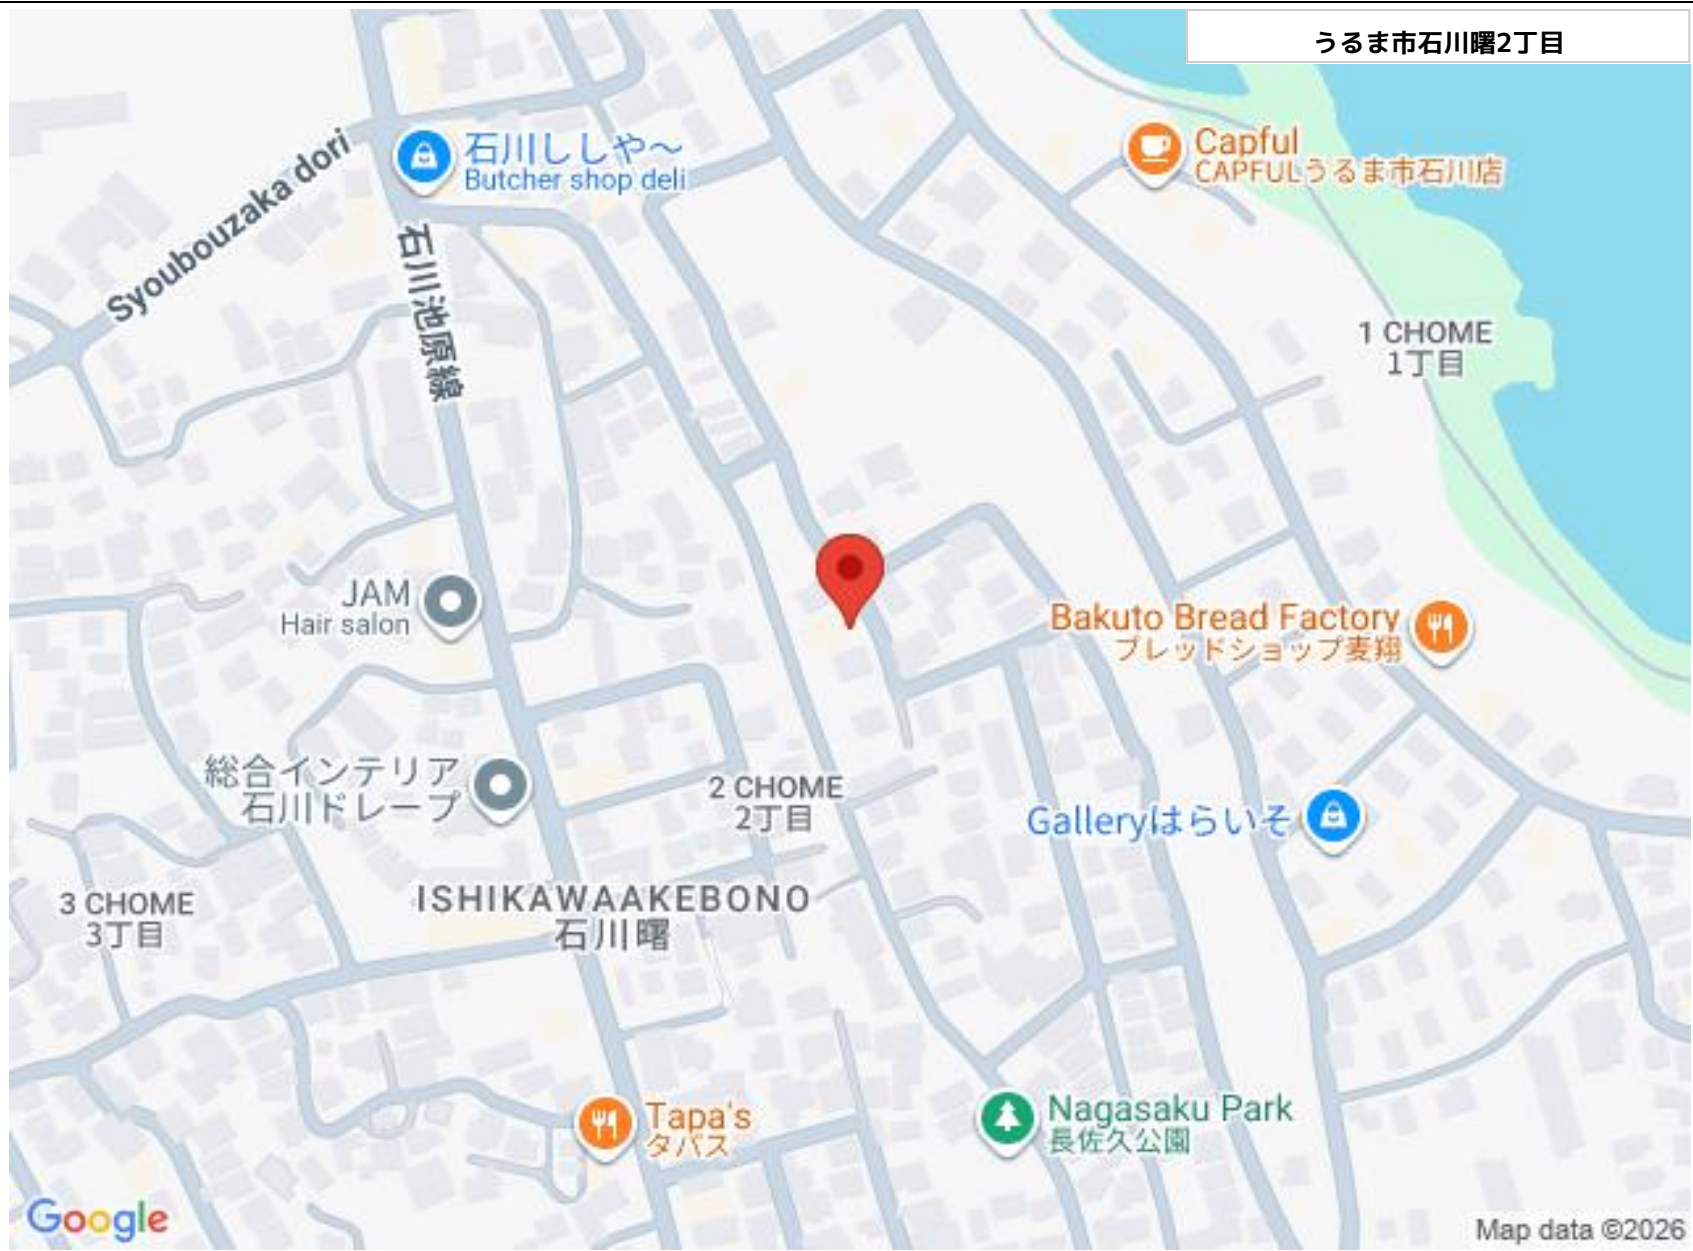 うるま市石川曙2丁目
石川ししや～
Butcher shop deli
Capful
CAPFULうるま市石川店
Syoubouzaka dori
石川池原線
1 CHOME
1丁目
JAM
Hair salon
Bakuto Bread Factory
ブレッドショップ麦翔
総合インテリア
石川ドレープ
2 CHOME
2丁目
Galleryはらいそ
3 CHOME
3丁目
ISHIKAWAAKEBONO
石川曙
Tapa's
タパス
Nagasaku Park
長佐久公園
Google
Map data ©2026